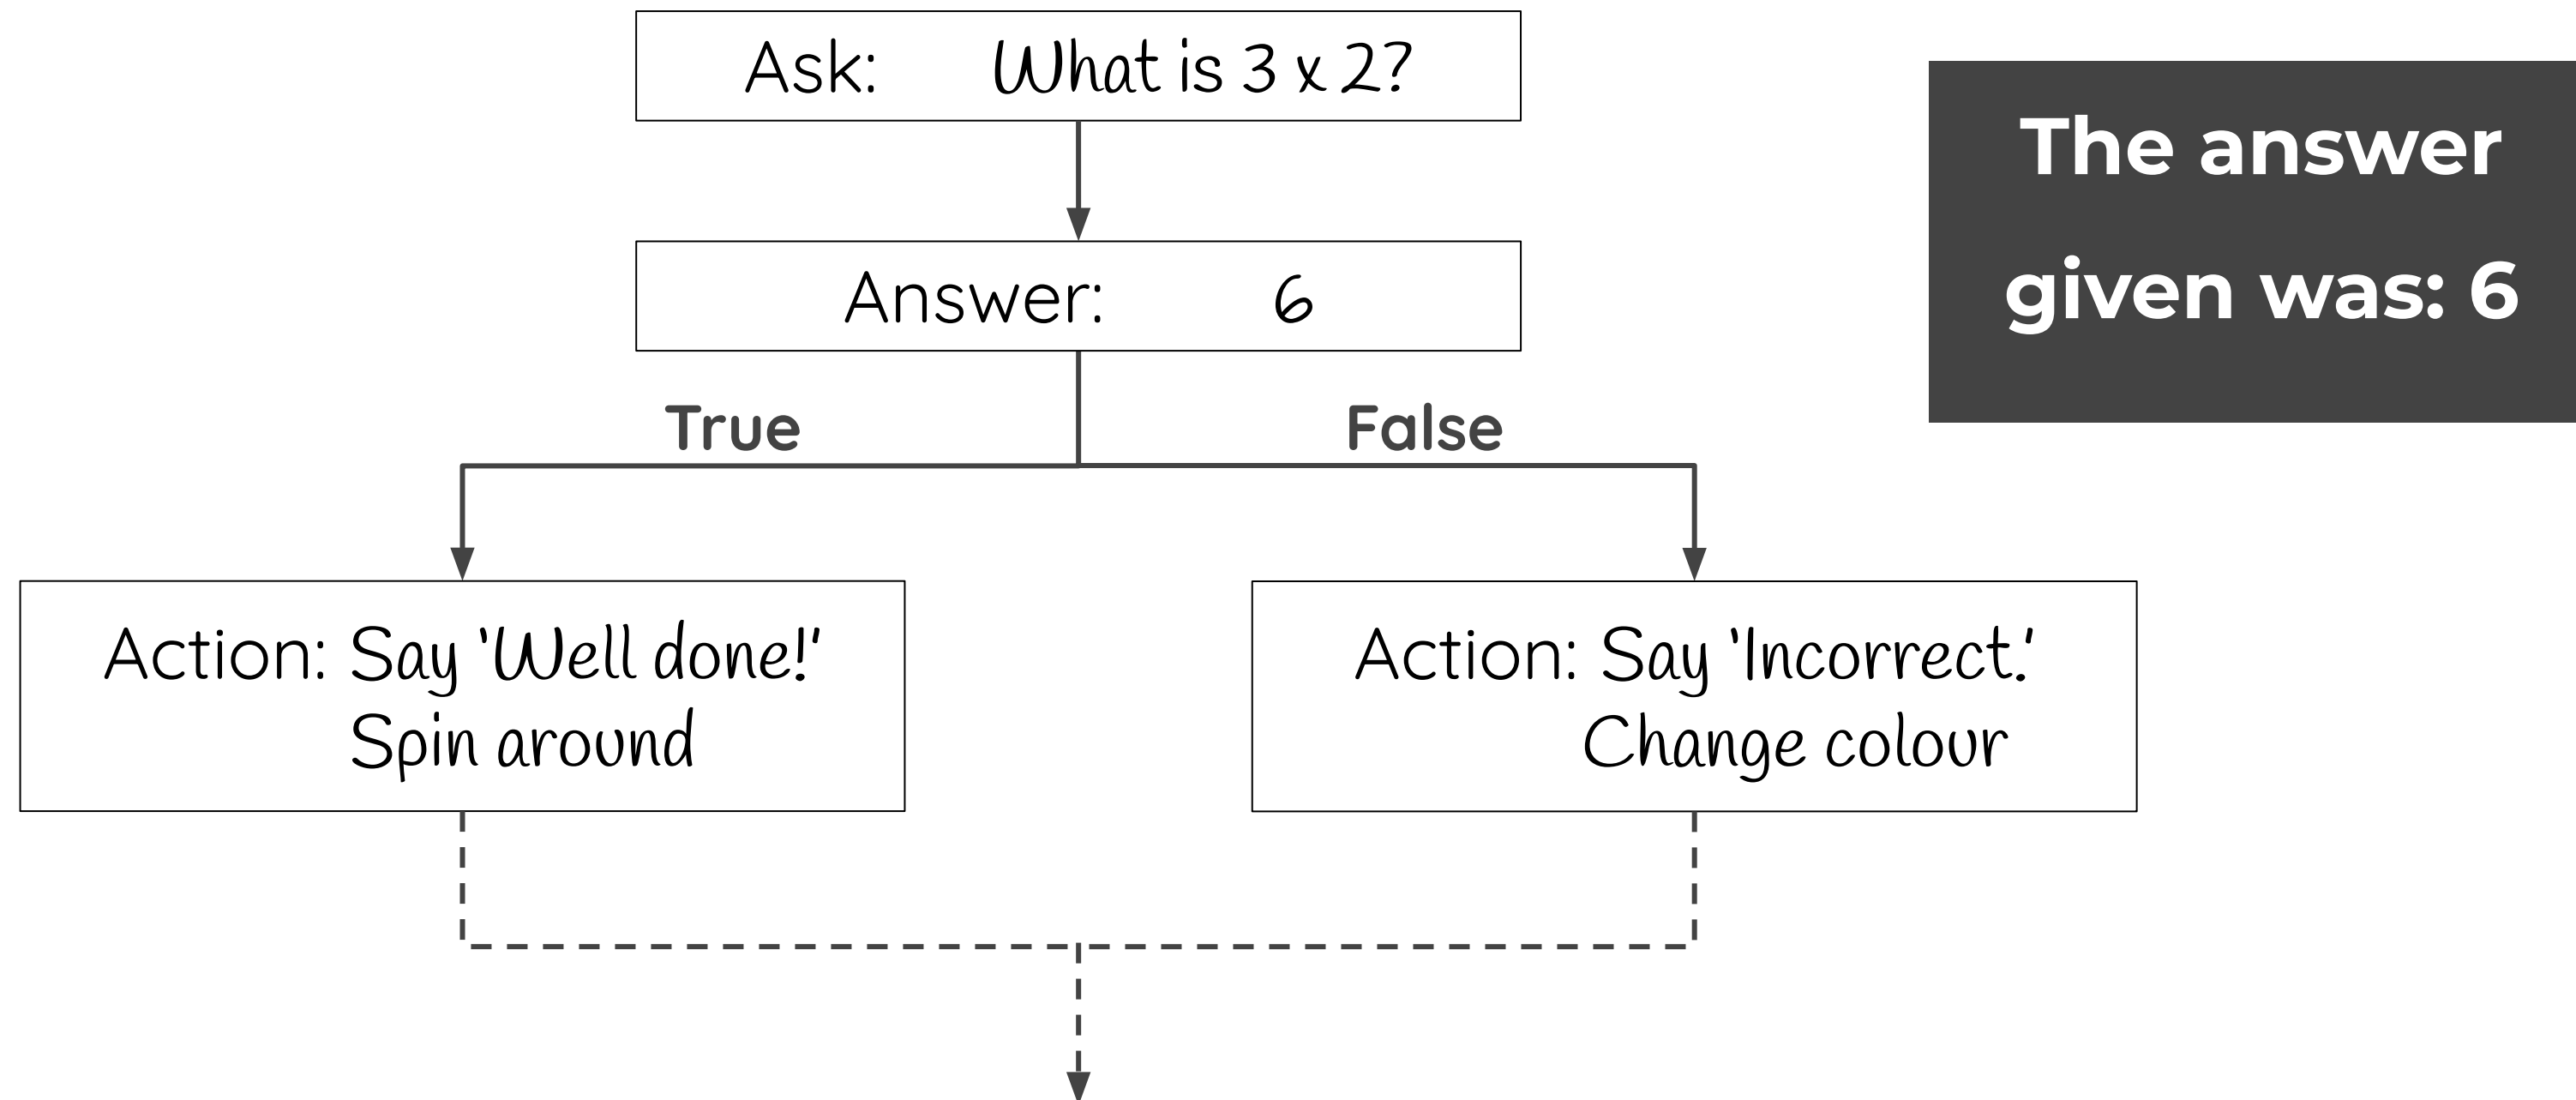 Ask: What is 3 x 2?
The answer
given was: 6
Answer: 6
True
False
Action: Say 'Well done!'
Spin around
Action: Say 'Incorrect.'
Change colour